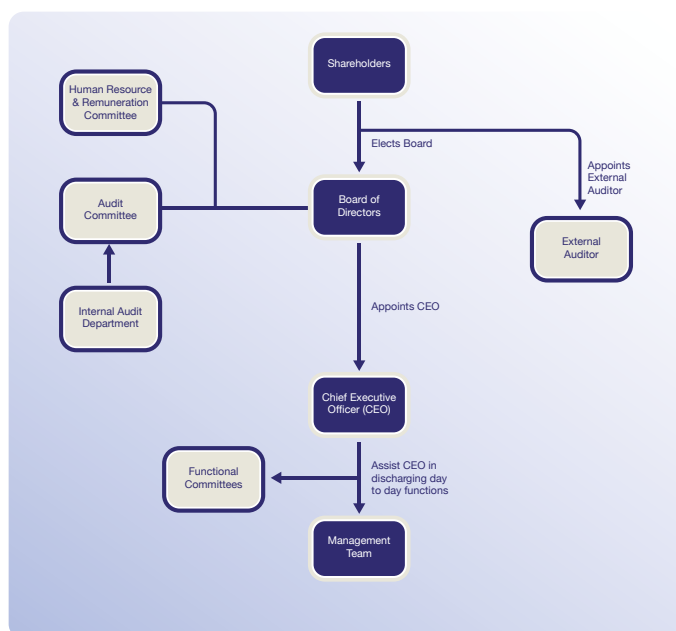 Shareholders
Human Resource
& Remuneration
Committee
Elects Board
Appoints
External
Auditor
Audit
Committee
Board of
Directors
External
Auditor
Internal Audit
Department
Appoints CEO
Chief Executive
Officer (CEO)
Functional
Committees
Assist CEO in
discharging day
to day functions
Management
Team